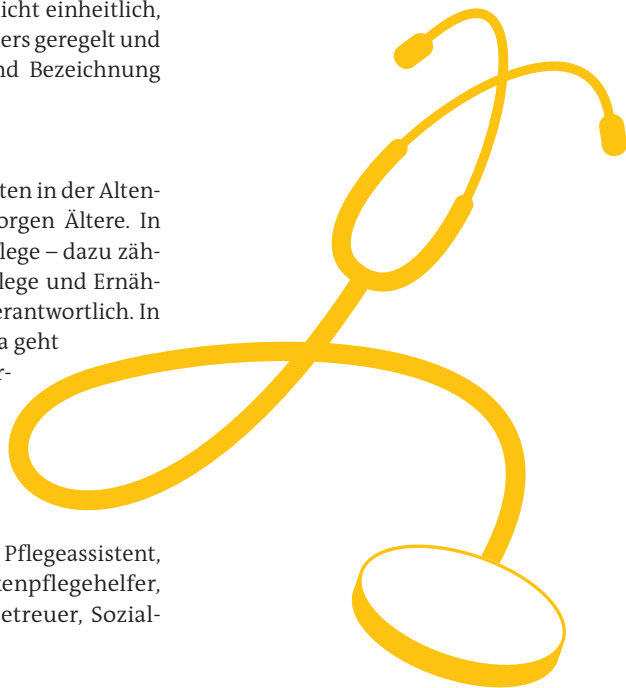 icht einheitlich,
ers geregelt und
nd Bezeichnung
ten in der Alten-
orgen Ältere. In
lege – dazu zäh-
lege und Ernäh-
erantwortlich. In
a geht
r-
Pflegeassistent,
kenpflegehelfer,
etreuer, Sozial-